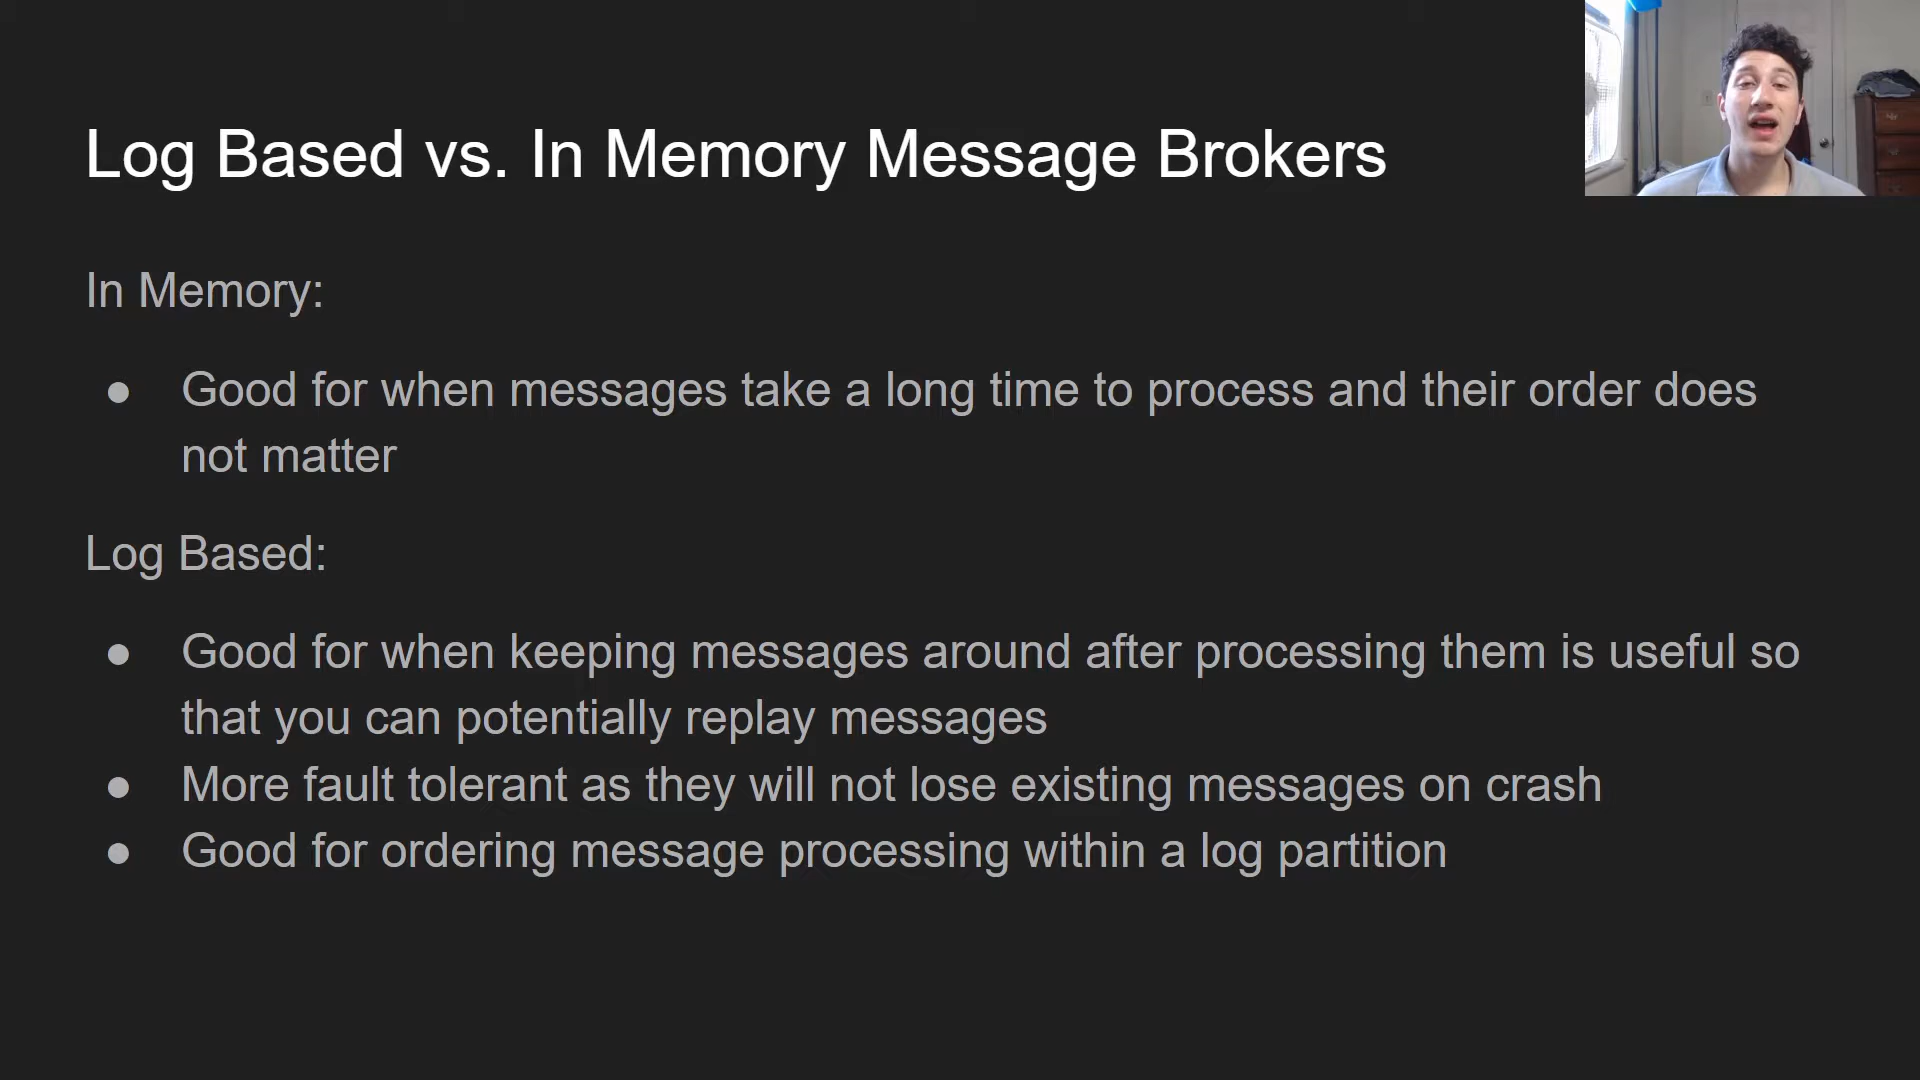 Log Based vs. In Memory Message Brokers
In Memory:
● Good for when messages take a long time to process and their order does
not matter
Log Based:
● Good for when keeping messages around after processing them is useful so
that you can potentially replay messages
● More fault tolerant as they will not lose existing messages on crash
● Good for ordering message processing within a log partition